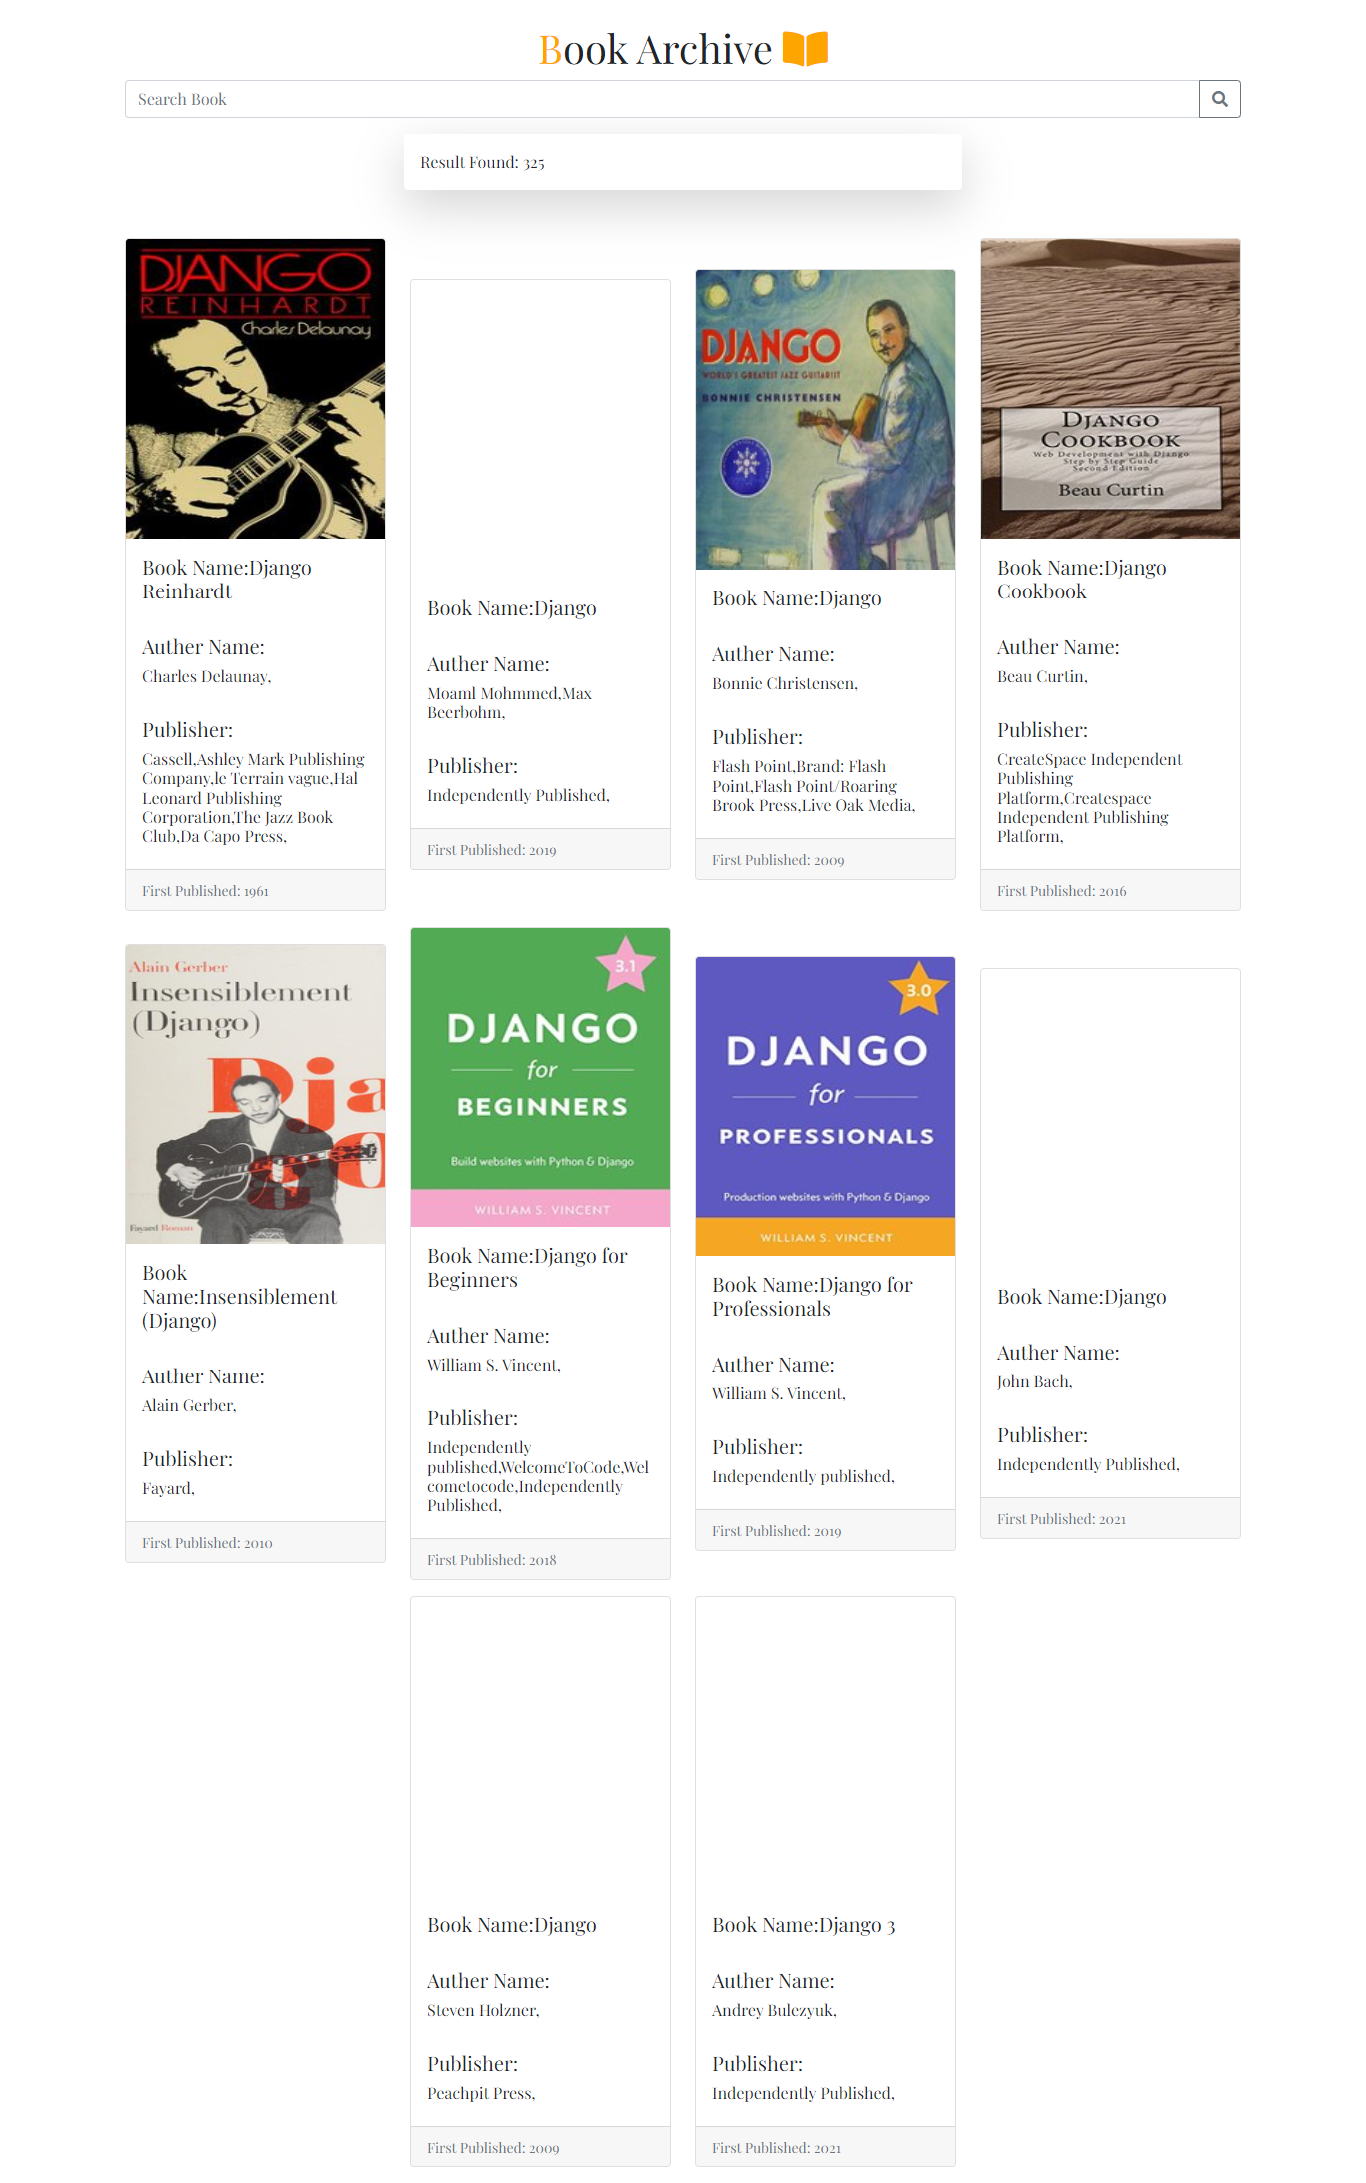 Book Archive
Search Book
Result Found: 325
DJANGO
REINHARDT
Charles Delaunay
Book Name:Django
Reinhardt
Auther Name:
Charles Delaunay,
Publisher:
Cassell,Ashley Mark Publishing
Company,le Terrain vague,Hal
Leonard Publishing
Corporation,The Jazz Book
Club,Da Capo Press,
First Published: 1961
Book Name:Django
Auther Name:
Moaml Mohmmed,Max
Beerbohm,
Publisher:
Independently Published,
First Published: 2019
DJANGO
WORLD'S GREATEST JAZZ GUITARIST
BONNIE CHRISTENSEN
Book Name:Django
Auther Name:
Bonnie Christensen,
Publisher:
Flash Point,Brand: Flash
Point,Flash Point/Roaring
Brook Press,Live Oak Media,
First Published: 2009
DJANGO
COOKBOOK
Web Development with Django
Step by Step Guide
Second Edition
Beau Curtin
Book Name:Django
Cookbook
Auther Name:
Beau Curtin,
Publisher:
CreateSpace Independent
Publishing
Platform,Createspace
Independent Publishing
Platform,
First Published: 2016
Alain Gerber
Insensiblement
(Django)
Dja
go
Fayard Roman
Book
Name:Insensiblement
(Django)
Auther Name:
Alain Gerber,
Publisher:
Fayard,
First Published: 2010
3.1
DJANGO
for
BEGINNERS
Build websites with Python & Django
WILLIAM S. VINCENT
Book Name:Django for
Beginners
Auther Name:
William S. Vincent,
Publisher:
Independently
published,WelcomeToCode,Wel
cometocode,Independently
Published,
First Published: 2018
3.0
DJANGO
for
PROFESSIONALS
Production websites with Python & Django
WILLIAM S. VINCENT
Book Name:Django for
Professionals
Auther Name:
William S. Vincent,
Publisher:
Independently published,
First Published: 2019
Book Name:Django
Auther Name:
John Bach,
Publisher:
Independently Published,
First Published: 2021
Book Name:Django
Auther Name:
Steven Holzner,
Publisher:
Peachpit Press,
First Published: 2009
Book Name:Django 3
Auther Name:
Andrey Bulezyuk,
Publisher:
Independently Published,
First Published: 2021